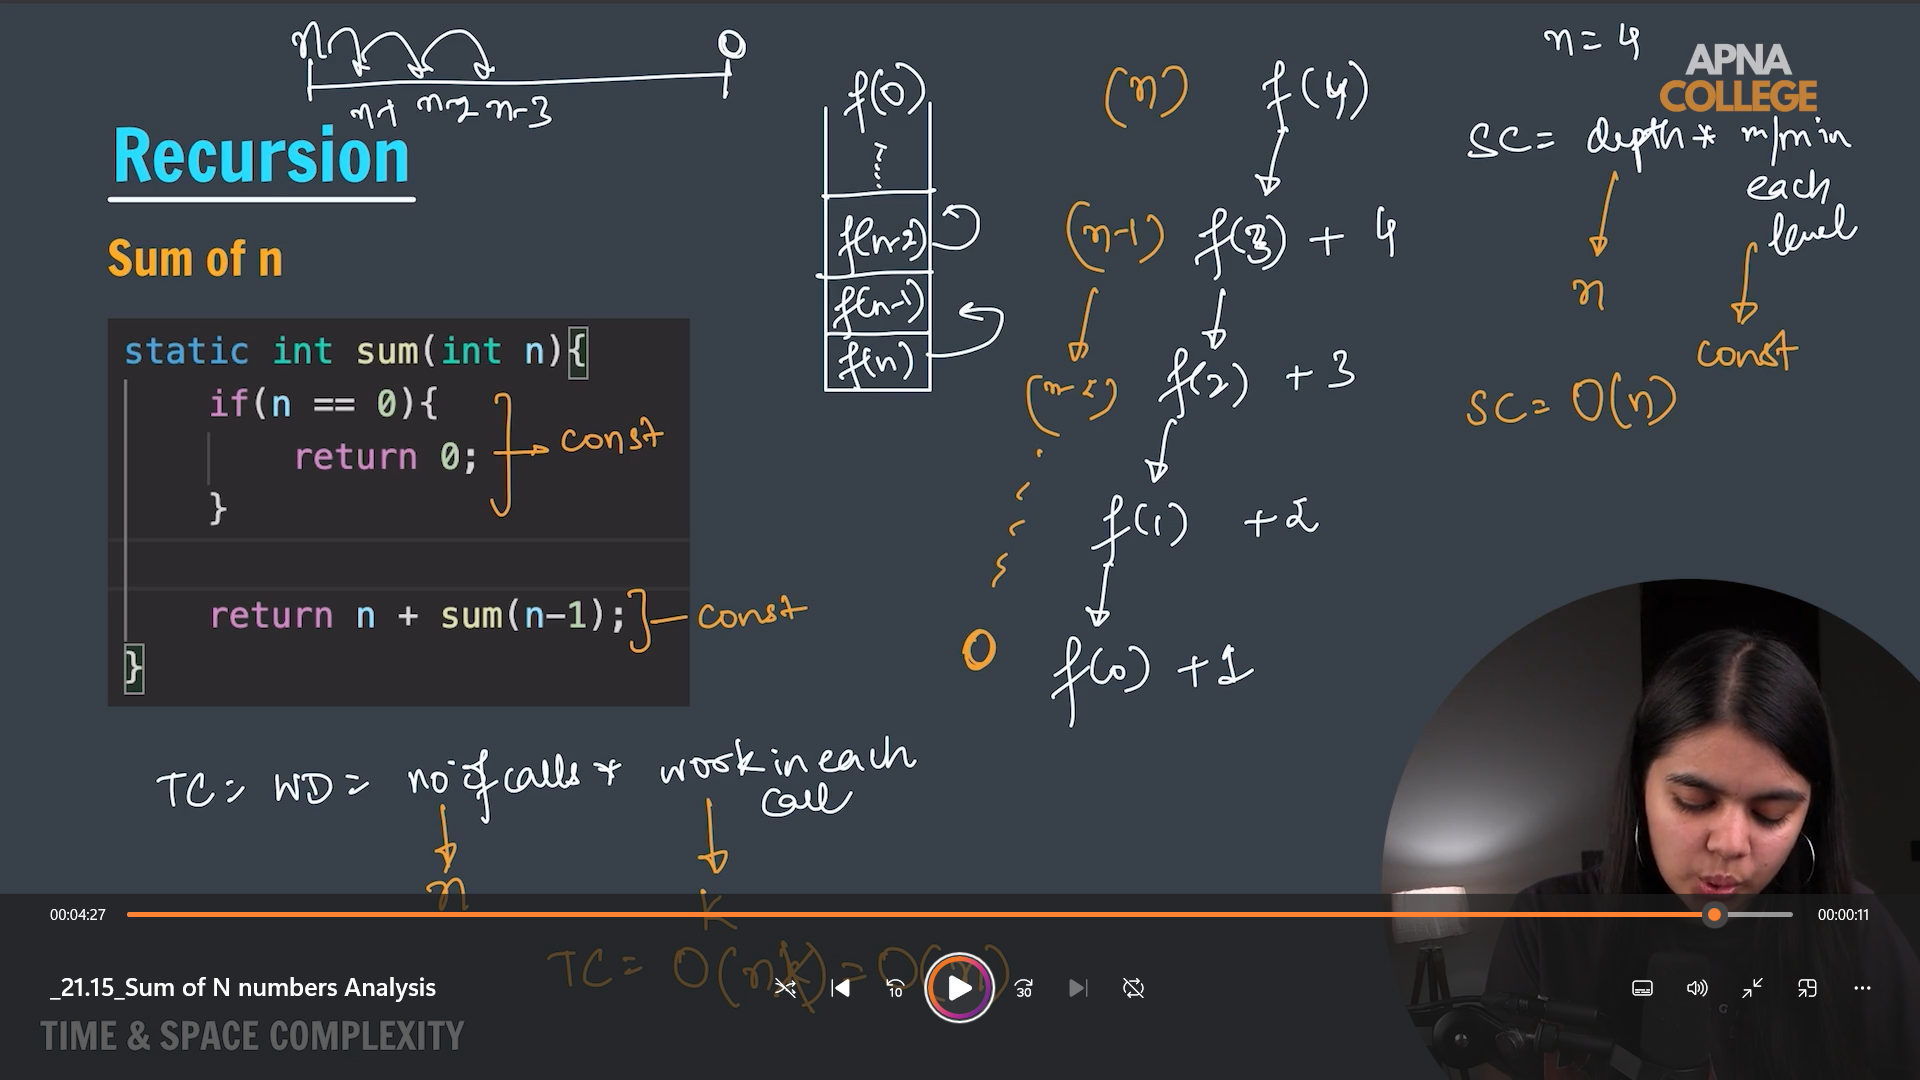 n
0
n-1 n-2 n-3
Recursion
Sum of n
static int sum(int n){
if(n == 0){
return 0;
}
return n + sum(n-1);
}
const
const
f(0)
f(n-2)
f(n-1)
f(n)
(n) f(4)
(n-1) f(3) + 4
(n-2) f(2) + 3
f(1) + 2
0 f(0) + 1
n = 4
APNA
COLLEGE
SC = depth * m/m in
each
level
n
const
SC = O(n)
TC = WD = no of calls * work in each
call
n
k
TC = O(nk) = O(n)
00:04:27
00:00:11
_21.15_Sum of N numbers Analysis
10
30
TIME & SPACE COMPLEXITY